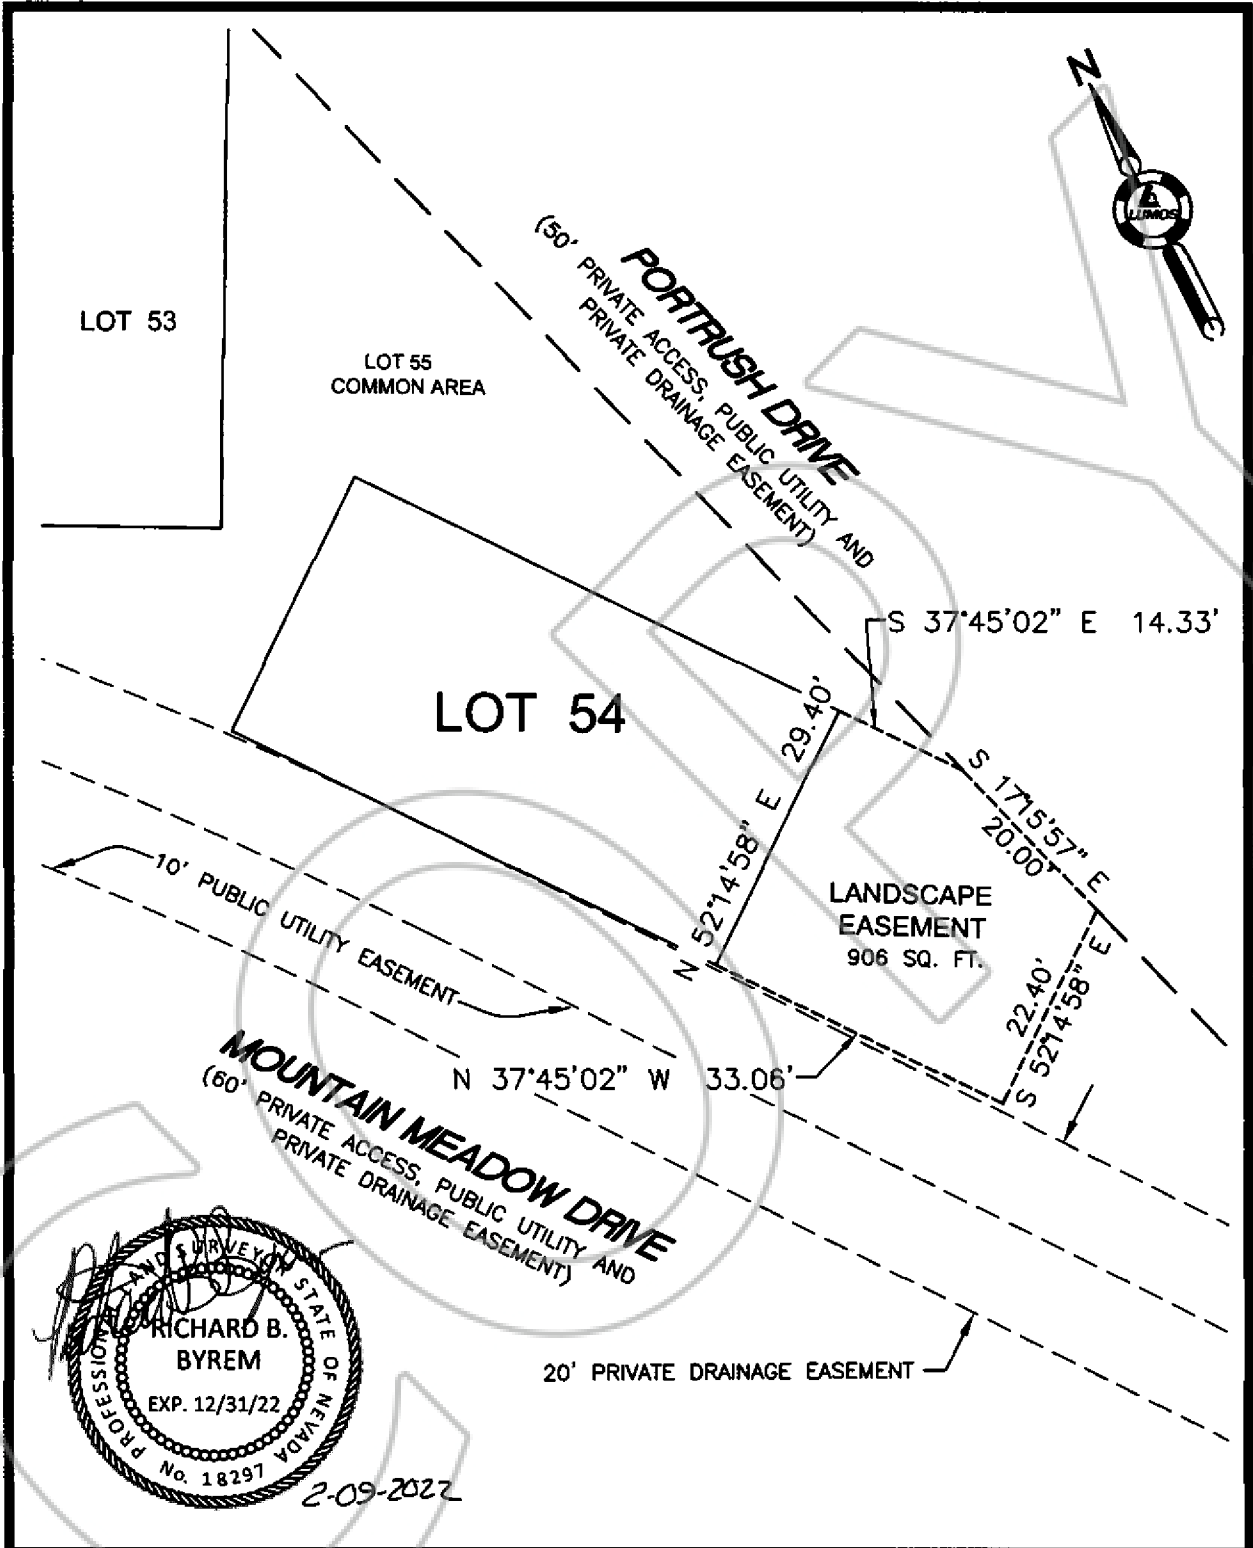 N
LUMOS
LOT 53
LOT 55
COMMON AREA
PORTRUSH DRIVE
(50' PRIVATE ACCESS, PUBLIC UTILITY AND
PRIVATE DRAINAGE EASEMENT)
S 37°45'02" E 14.33'
LOT 54
N 52°14'58" E 29.40'
S 17°15'57" E
20.00'
LANDSCAPE
EASEMENT
906 SQ. FT.
22.40'
S 52°14'58" E
10' PUBLIC UTILITY EASEMENT
N 37°45'02" W 33.06'
MOUNTAIN MEADOW DRIVE
(60' PRIVATE ACCESS, PUBLIC UTILITY AND
PRIVATE DRAINAGE EASEMENT)
20' PRIVATE DRAINAGE EASEMENT
PROFESSIONAL LAND SURVEYOR STATE OF NEVADA
RICHARD B.
BYREM
EXP. 12/31/22
No. 18297
2-09-2022
COPY